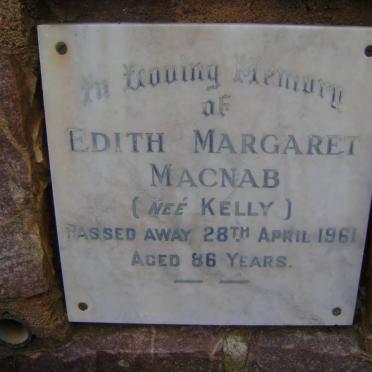 In Loving Memory
of
EDITH MARGARET
MACNAB
( NEÉ KELLY )
PASSED AWAY 28TH APRIL 1961
AGED 86 YEARS.